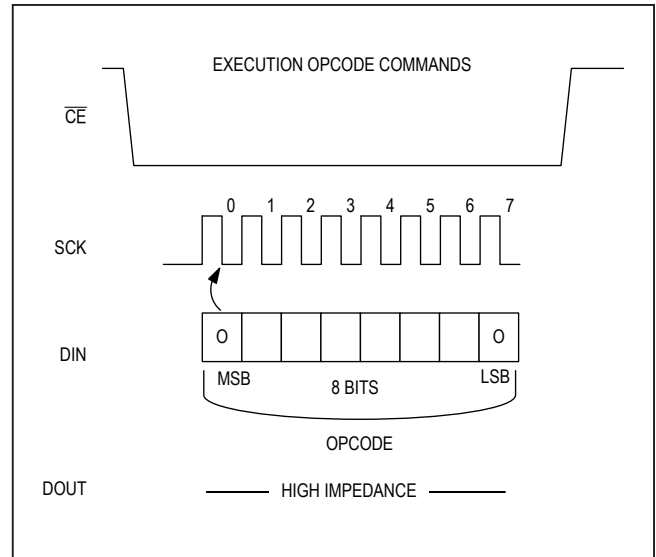 EXECUTION OPCODE COMMANDS
C̅E̅
0 1 2 3 4 5 6 7
SCK
DIN
O O
MSB 8 BITS LSB
OPCODE
DOUT HIGH IMPEDANCE